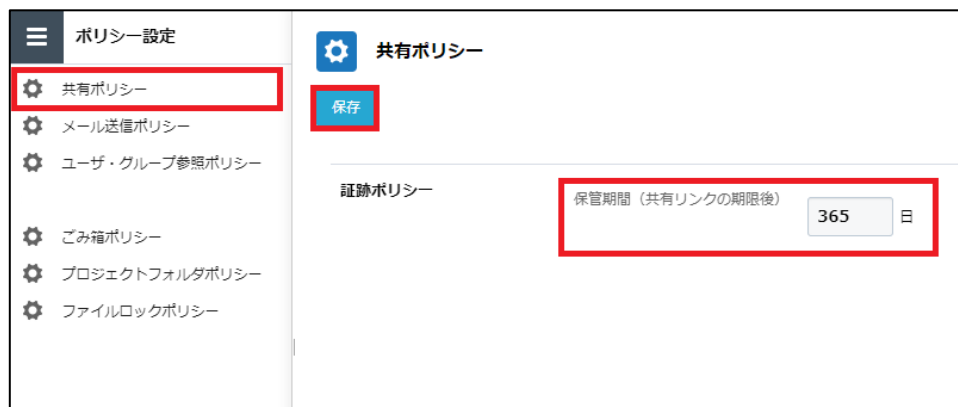 ポリシー設定
共有ポリシー
メール送信ポリシー
ユーザ・グループ参照ポリシー
ごみ箱ポリシー
プロジェクトフォルダポリシー
ファイルロックポリシー
共有ポリシー
保存
証跡ポリシー
保管期間（共有リンクの期限後）
365 日